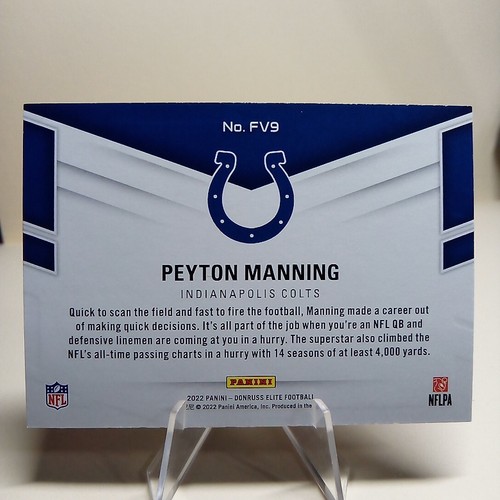 No. FV9
PEYTON MANNING
INDIANAPOLIS COLTS
Quick to scan the field and fast to fire the football, Manning made a career out
of making quick decisions. It's all part of the job when you're an NFL QB and
defensive linemen are coming at you in a hurry. The superstar also climbed the
NFL's all-time passing charts in a hurry with 14 seasons of at least 4,000 yards.
PANINI
NFL
NFLPA
2022 PANINI – DONRUSS ELITE FOOTBALL
© 2022 Panini America, Inc. Produced in the